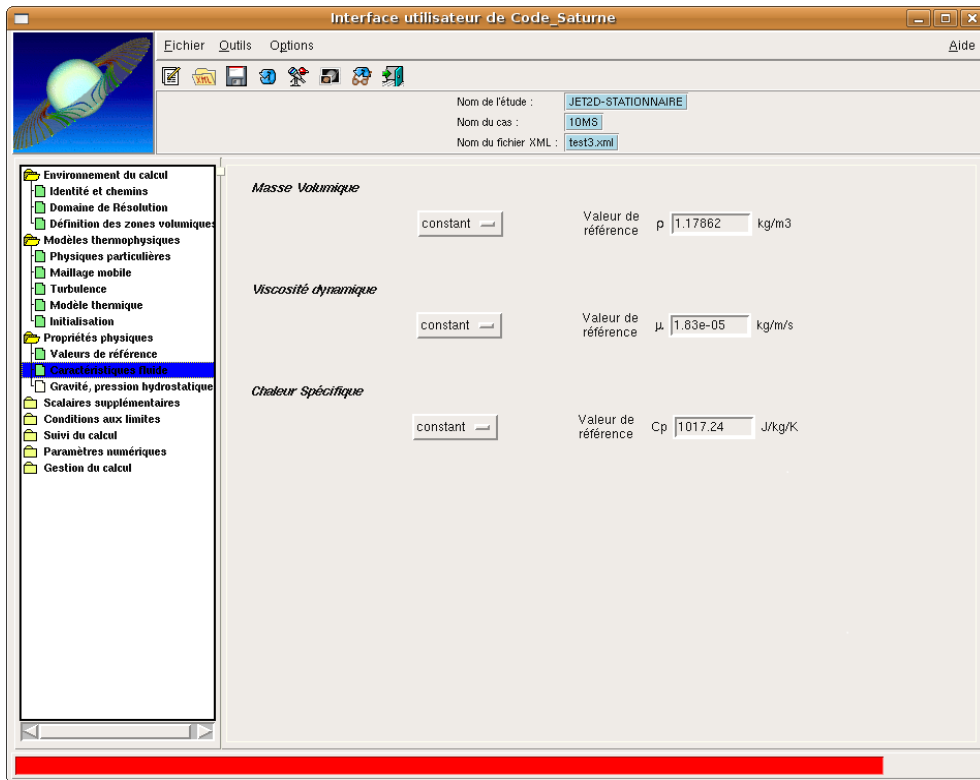 Interface utilisateur de Code_Saturne
Fichier Outils Options Aide
Nom de l'étude : JET2D-STATIONNAIRE
Nom du cas : 10MS
Nom du fichier XML : test3.xml
Environnement du calcul
Identité et chemins
Domaine de Résolution
Définition des zones volumiques
Modèles thermophysiques
Physiques particulières
Maillage mobile
Turbulence
Modèle thermique
Initialisation
Propriétés physiques
Valeurs de référence
Caractéristiques fluide
Gravité, pression hydrostatique
Scalaires supplémentaires
Conditions aux limites
Suivi du calcul
Paramètres numériques
Gestion du calcul
Masse Volumique
constant
Valeur de
référence
ρ 1.17862 kg/m3
Viscosité dynamique
constant
Valeur de
référence
μ 1.83e-05 kg/m/s
Chaleur Spécifique
constant
Valeur de
référence
Cp 1017.24 J/kg/K